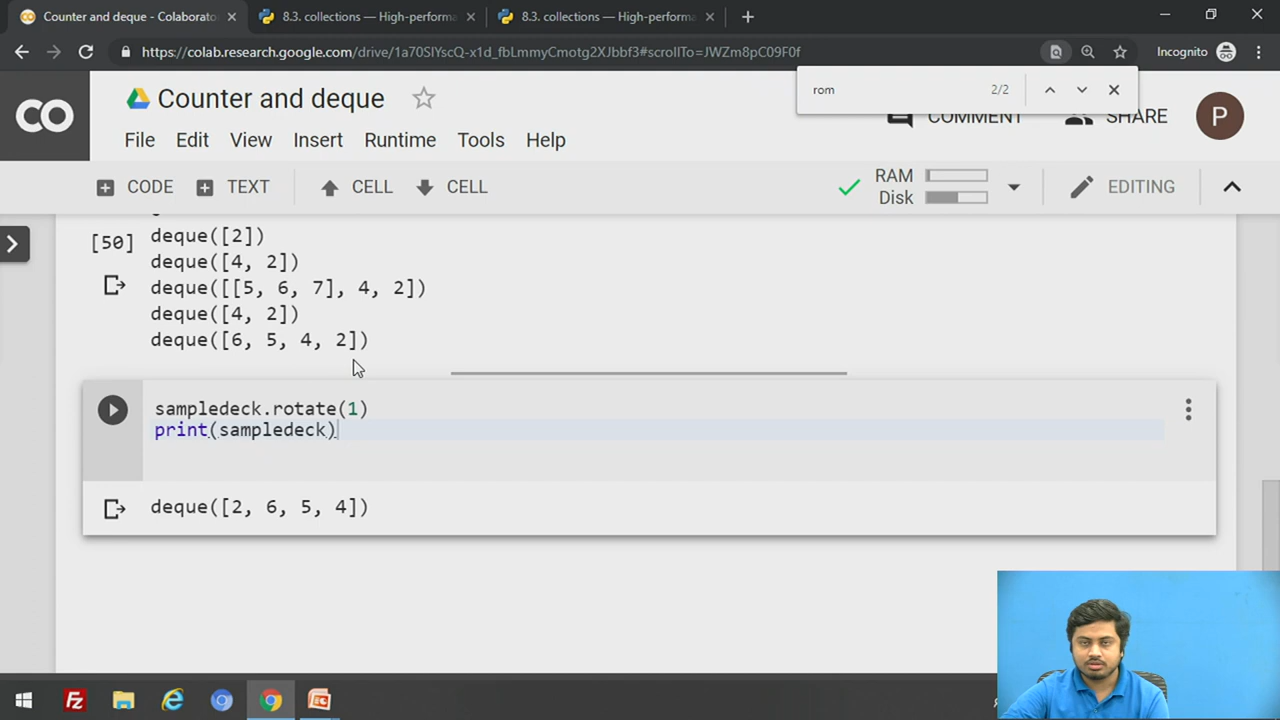 Counter and deque - Colaborato
8.3. collections — High-performa
8.3. collections — High-performa
https://colab.research.google.com/drive/1a70SlYscQ-x1d_fbLmmyCmotg2XJbbf3#scrollTo=JWZm8pC09F0f
Incognito
rom
2/2
CO
Counter and deque
COMMENT
SHARE
P
File Edit View Insert Runtime Tools Help
CODE TEXT CELL CELL
RAM
Disk
EDITING
[50]
deque([2])
deque([4, 2])
deque([[5, 6, 7], 4, 2])
deque([4, 2])
deque([6, 5, 4, 2])
sampledeck.rotate(1)
print(sampledeck)
deque([2, 6, 5, 4])